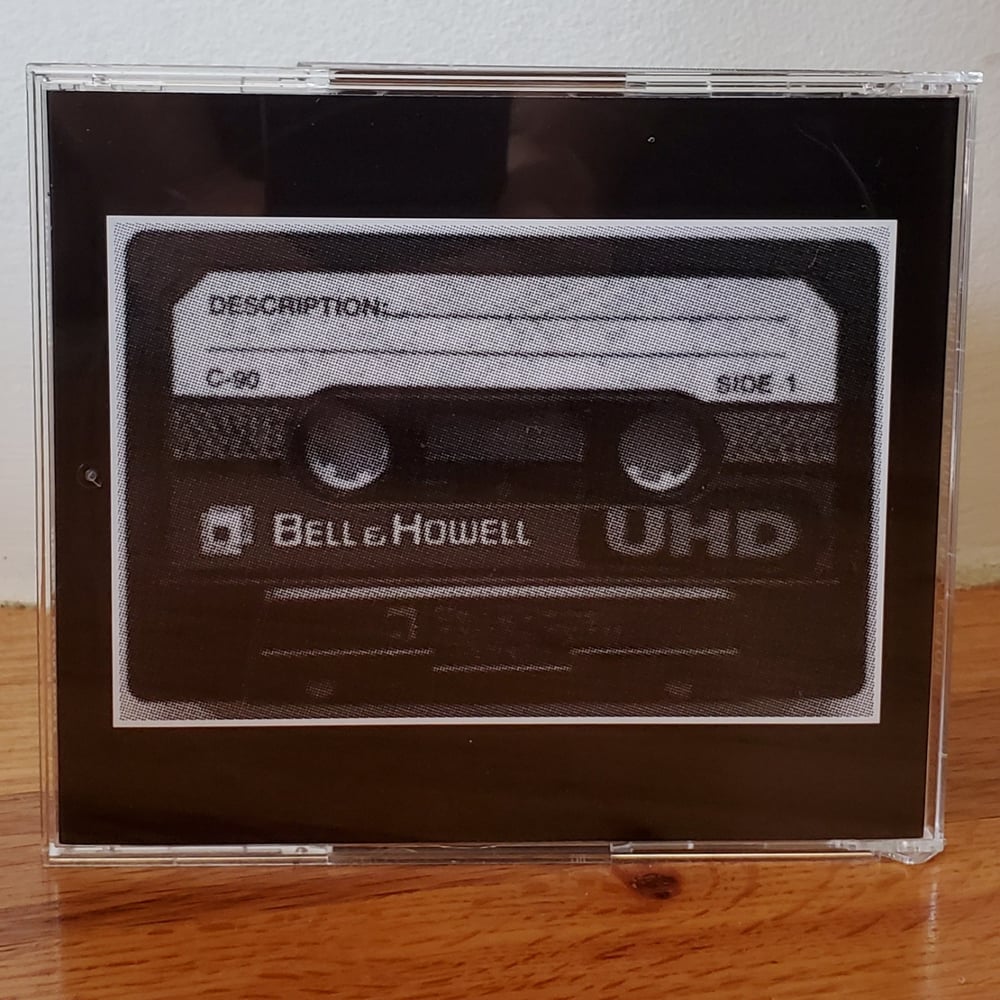 DESCRIPTION:
C-90 SIDE 1
BELL & HOWELL UHD